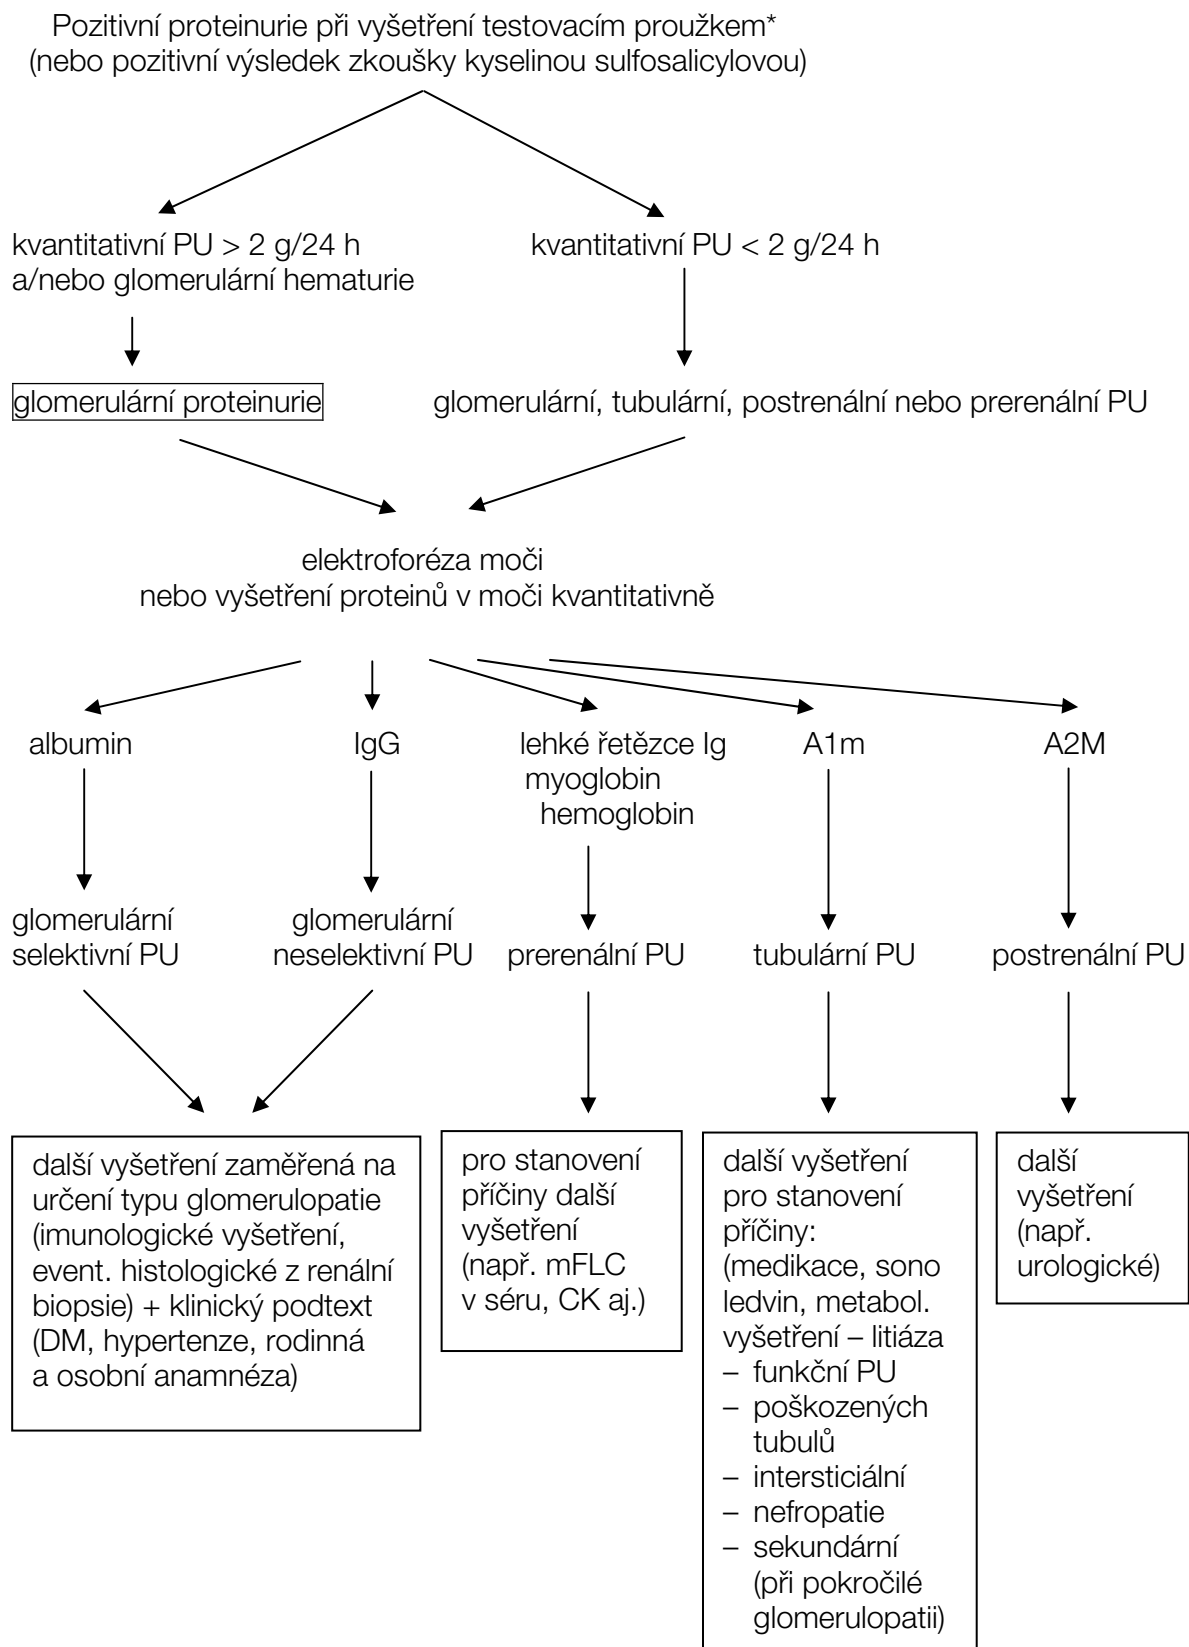 Pozitivní proteinurie při vyšetření testovacím proužkem*
(nebo pozitivní výsledek zkoušky kyselinou sulfosalicylovou)
kvantitativní PU > 2 g/24 h
a/nebo glomerulární hematurie
kvantitativní PU < 2 g/24 h
glomerulární proteinurie
glomerulární, tubulární, postrenální nebo prerenální PU
elektroforéza moči
nebo vyšetření proteinů v moči kvantitativně
albumin
IgG
lehké řetězce Ig
myoglobin
hemoglobin
A1m
A2M
glomerulární
selektivní PU
glomerulární
neselektivní PU
prerenální PU
tubulární PU
postrenální PU
další vyšetření zaměřená na
určení typu glomerulopatie
(imunologické vyšetření,
event. histologické z renální
biopsie) + klinický podtext
(DM, hypertenze, rodinná
a osobní anamnéza)
pro stanovení
příčiny další
vyšetření
(např. mFLC
v séru, CK aj.)
další vyšetření
pro stanovení
příčiny:
(medikace, sono
ledvin, metabol.
vyšetření – litiáza
– funkční PU
– poškozených
tubulů
– intersticiální
– nefropatie
– sekundární
(při pokročilé
glomerulopatii)
další
vyšetření
(např.
urologické)